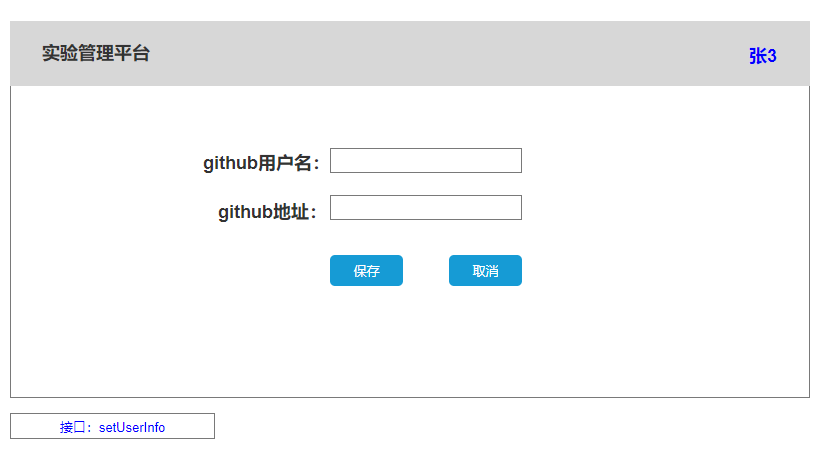 实验管理平台
张3
github用户名：
github地址：
保存
取消
接口：setUserInfo